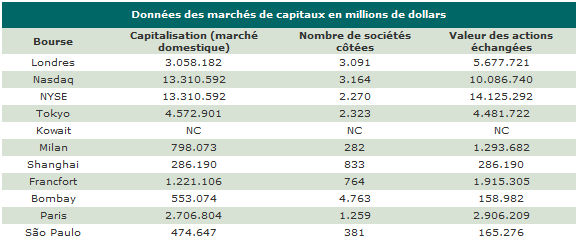 Données des marchés de capitaux en millions de dollars
Bourse Capitalisation (marché domestique) Nombre de sociétés côtées Valeur des actions échangées
Londres 3.058.182 3.091 5.677.721
Nasdaq 13.310.592 3.164 10.086.740
NYSE 13.310.592 2.270 14.125.292
Tokyo 4.572.901 2.323 4.481.722
Kowait NC NC NC
Milan 798.073 282 1.293.682
Shanghai 286.190 833 286.190
Francfort 1.221.106 764 1.915.305
Bombay 553.074 4.763 158.982
Paris 2.706.804 1.259 2.906.209
São Paulo 474.647 381 165.276